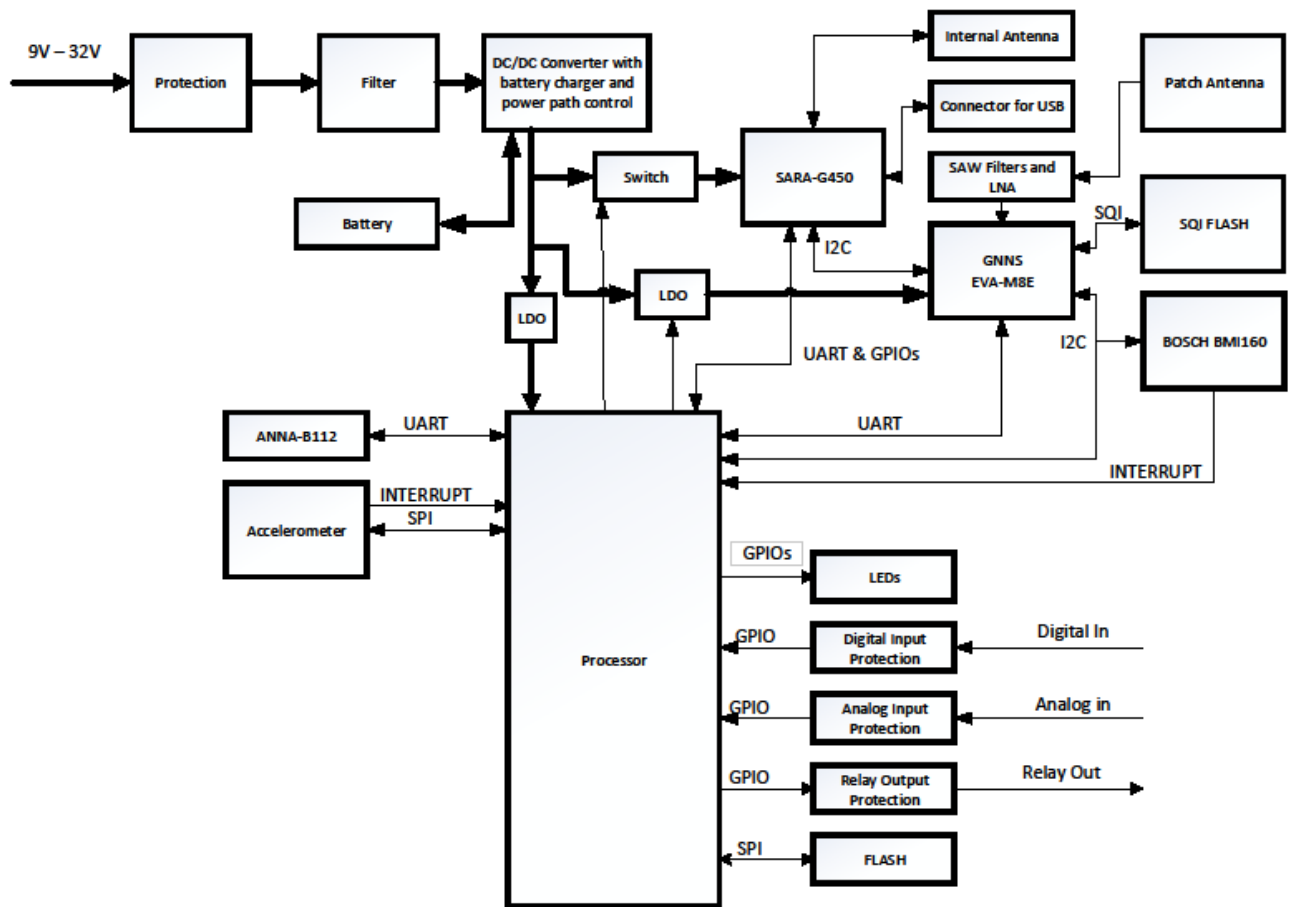 9V – 32V
Protection
Filter
DC/DC Converter with
battery charger and
power path control
Internal Antenna
Connector for USB
Patch Antenna
Switch
SARA-G450
SAW Filters and
LNA
Battery
I2C
GNNS
EVA-M8E
SQI
SQI FLASH
LDO
LDO
UART & GPIOs
I2C
BOSCH BMI160
ANNA-B112
UART
UART
INTERRUPT
Accelerometer
INTERRUPT
SPI
Processor
GPIOs
LEDs
GPIO
Digital Input
Protection
Digital In
GPIO
Analog Input
Protection
Analog in
GPIO
Relay Output
Protection
Relay Out
SPI
FLASH